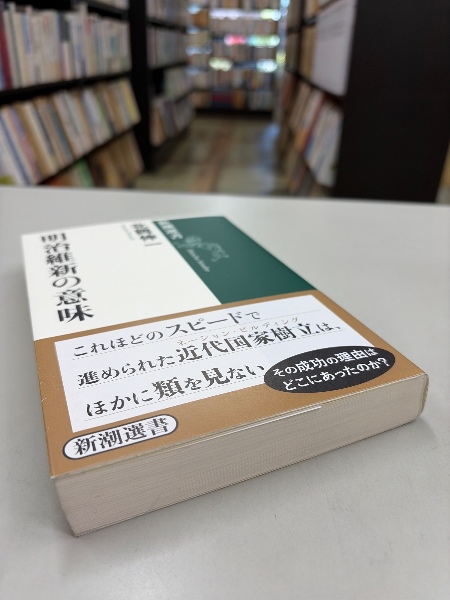 明治維新の意味
これほどのスピードで
進められた近代国家樹立は、
ネーション・ビルディング
ほかに類を見ない
その成功の理由は
どこにあったのか?
新潮選書